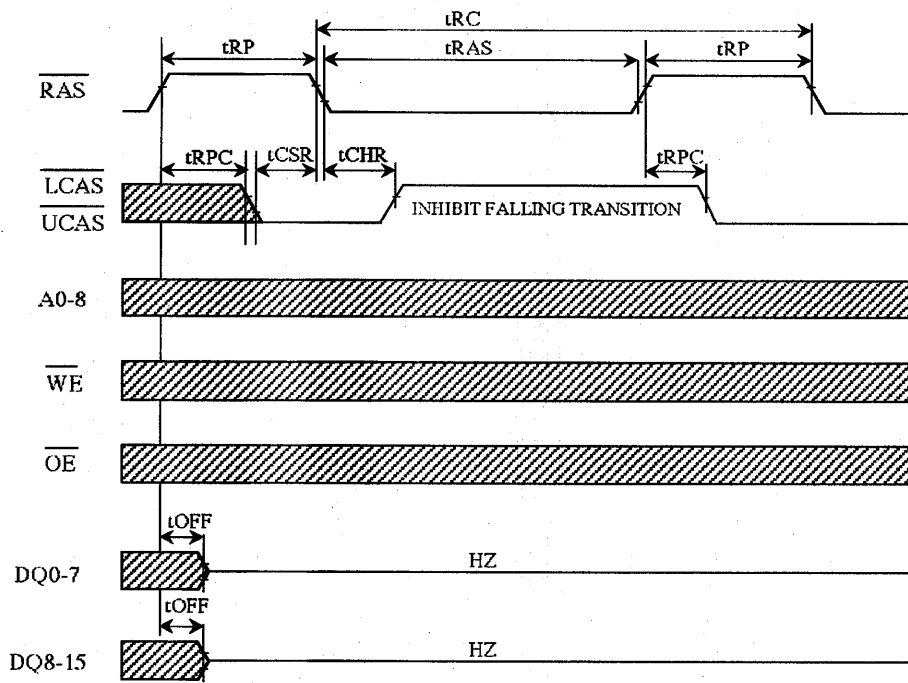 tRC
tRP tRAS tRP
RAS
tRPC tCSR tCHR tRPC
LCAS
INHIBIT FALLING TRANSITION
UCAS
A0-8
WE
OE
tOFF
DQ0-7 HZ
tOFF
DQ8-15 HZ